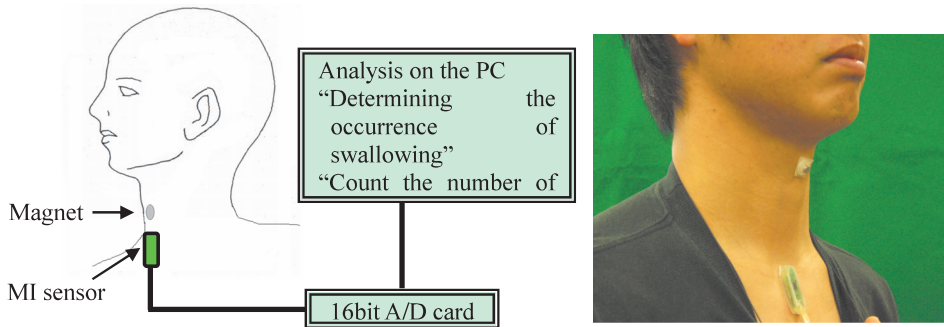 Analysis on the PC
“Determining the
occurrence of
swallowing”
“Count the number of
Magnet
MI sensor
16bit A/D card